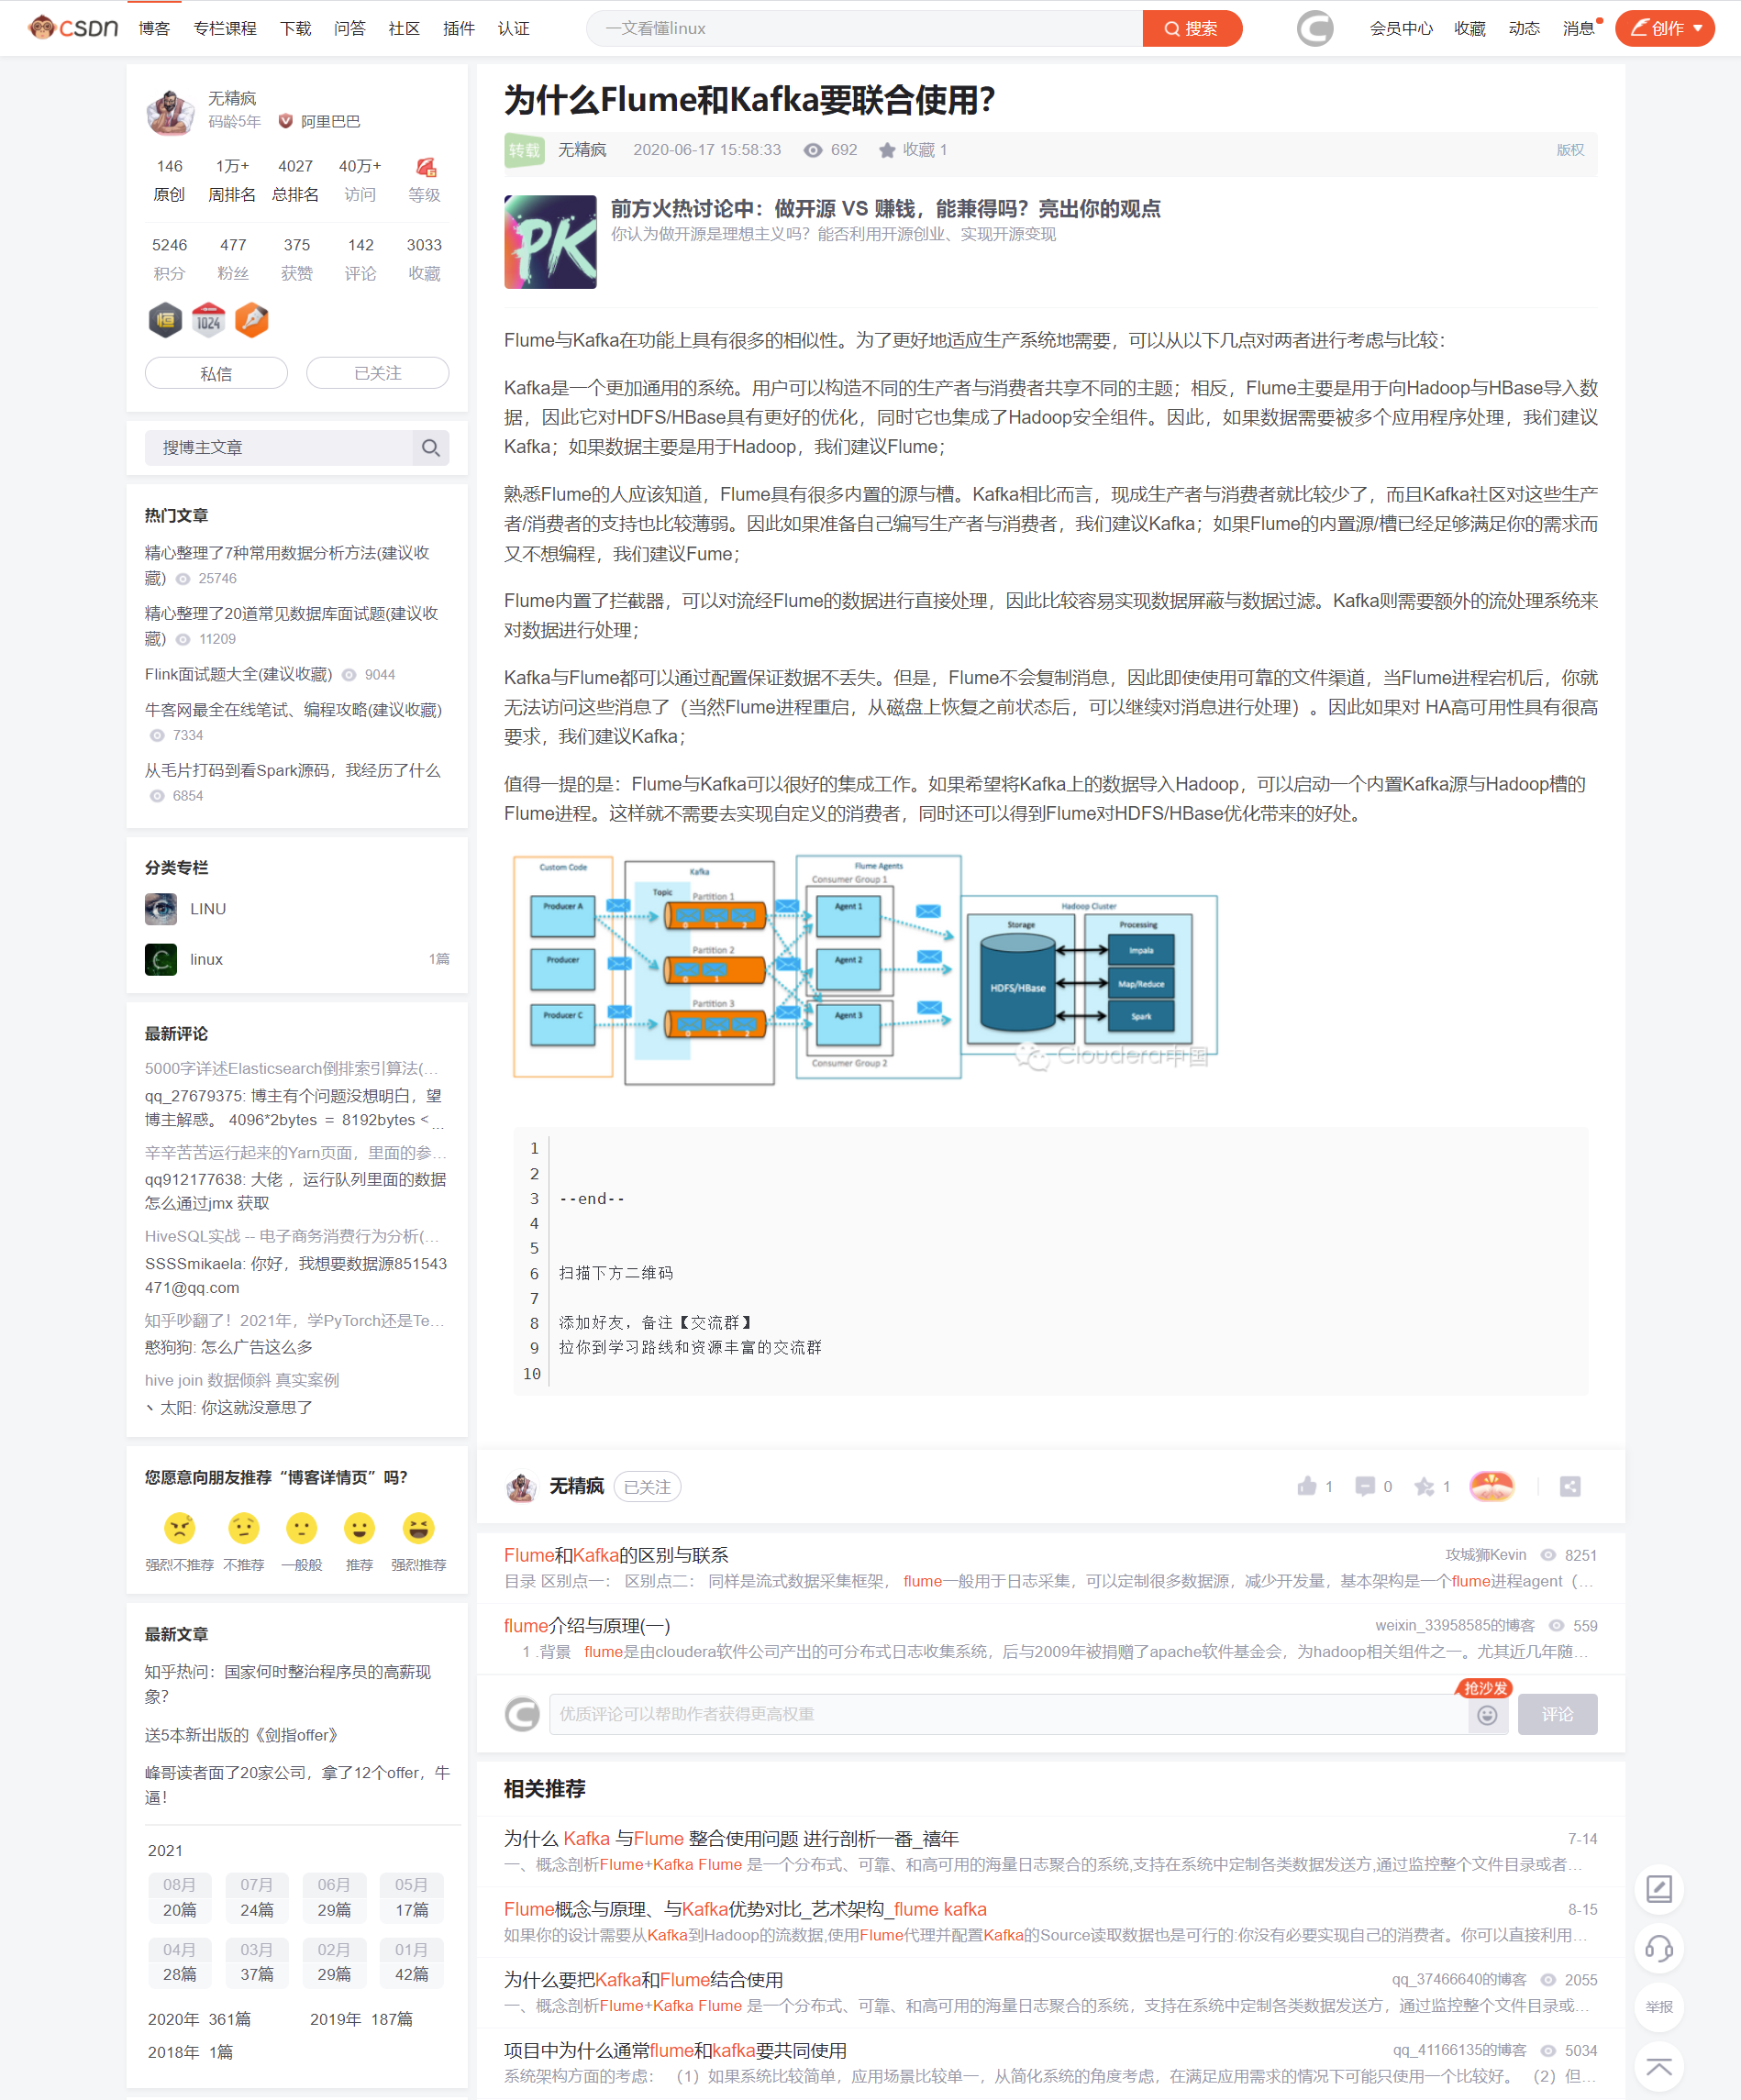 CSDN 博客 专栏课程 下载 问答 社区 插件 认证 一文看懂linux 搜索 会员中心 收藏 动态 消息 创作
无精疯
码龄5年 阿里巴巴
146 1万+ 4027 40万+
原创 周排名 总排名 访问 等级
5246 477 375 142 3033
积分 粉丝 获赞 评论 收藏
恒 1024
私信 已关注
搜博主文章
热门文章
精心整理了7种常用数据分析方法(建议收
藏) 25746
精心整理了20道常见数据库面试题(建议收
藏) 11209
Flink面试题大全(建议收藏) 9044
牛客网最全在线笔试、编程攻略(建议收藏)
7334
从毛片打码到看Spark源码，我经历了什么
6854
分类专栏
LINU
linux 1篇
最新评论
5000字详述Elasticsearch倒排索引算法(...
qq_27679375: 博主有个问题没想明白，望
博主解惑。 4096*2bytes = 8192bytes < ...
辛辛苦苦运行起来的Yarn页面，里面的参...
qq912177638: 大佬 ，运行队列里面的数据
怎么通过jmx 获取
HiveSQL实战 -- 电子商务消费行为分析(...
SSSSmikaela: 你好，我想要数据源851543
471@qq.com
知乎吵翻了！2021年，学PyTorch还是Te...
憨狗狗: 怎么广告这么多
hive join 数据倾斜 真实案例
丶太阳: 你这就没意思了
您愿意向朋友推荐“博客详情页”吗？
强烈不推荐 不推荐 一般般 推荐 强烈推荐
最新文章
知乎热问：国家何时整治程序员的高薪现
象？
送5本新出版的《剑指offer》
峰哥读者面了20家公司，拿了12个offer，牛
逼！
2021
08月 07月 06月 05月
20篇 24篇 29篇 17篇
04月 03月 02月 01月
28篇 37篇 29篇 42篇
2020年 361篇 2019年 187篇
2018年 1篇
为什么Flume和Kafka要联合使用？
转载 无精疯 2020-06-17 15:58:33 692 收藏 1 版权
PK
前方火热讨论中：做开源 VS 赚钱，能兼得吗？亮出你的观点
你认为做开源是理想主义吗？能否利用开源创业、实现开源变现
Flume与Kafka在功能上具有很多的相似性。为了更好地适应生产系统地需要，可以从以下几点对两者进行考虑与比较：
Kafka是一个更加通用的系统。用户可以构造不同的生产者与消费者共享不同的主题；相反，Flume主要是用于向Hadoop与HBase导入数
据，因此它对HDFS/HBase具有更好的优化，同时它也集成了Hadoop安全组件。因此，如果数据需要被多个应用程序处理，我们建议
Kafka；如果数据主要是用于Hadoop，我们建议Flume；
熟悉Flume的人应该知道，Flume具有很多内置的源与槽。Kafka相比而言，现成生产者与消费者就比较少了，而且Kafka社区对这些生产
者/消费者的支持也比较薄弱。因此如果准备自己编写生产者与消费者，我们建议Kafka；如果Flume的内置源/槽已经足够满足你的需求而
又不想编程，我们建议Fume；
Flume内置了拦截器，可以对流经Flume的数据进行直接处理，因此比较容易实现数据屏蔽与数据过滤。Kafka则需要额外的流处理系统来
对数据进行处理；
Kafka与Flume都可以通过配置保证数据不丢失。但是，Flume不会复制消息，因此即使使用可靠的文件渠道，当Flume进程宕机后，你就
无法访问这些消息了（当然Flume进程重启，从磁盘上恢复之前状态后，可以继续对消息进行处理）。因此如果对 HA高可用性具有很高
要求，我们建议Kafka；
值得一提的是：Flume与Kafka可以很好的集成工作。如果希望将Kafka上的数据导入Hadoop，可以启动一个内置Kafka源与Hadoop槽的
Flume进程。这样就不需要去实现自定义的消费者，同时还可以得到Flume对HDFS/HBase优化带来的好处。
Custom Code Kafka Flume Agents
Consumer Group 1
Topic Partition 1
Producer A 0 1 2 Agent 1
Hadoop Cluster
Storage Processing
Partition 2
Producer 0 1 Agent 2
Impala
HDFS/HBase Map/Reduce
Partition 3
Producer C 0 1 2 Agent 3
Spark
Consumer Group 2
Cloudera中国
1
2
3 --end--
4
5
6 扫描下方二维码
7
8 添加好友，备注【交流群】
9 拉你到学习路线和资源丰富的交流群
10
无精疯 已关注 1 0 1
Flume和Kafka的区别与联系 攻城狮Kevin 8251
目录 区别点一： 区别点二： 同样是流式数据采集框架， flume一般用于日志采集，可以定制很多数据源，减少开发量，基本架构是一个flume进程agent（...
flume介绍与原理(一) weixin_33958585的博客 559
1 .背景 flume是由cloudera软件公司产出的可分布式日志收集系统，后与2009年被捐赠了apache软件基金会，为hadoop相关组件之一。尤其近几年随...
抢沙发
优质评论可以帮助作者获得更高权重 评论
相关推荐
为什么 Kafka 与Flume 整合使用问题 进行剖析一番_禧年 7-14
一、概念剖析Flume+Kafka Flume 是一个分布式、可靠、和高可用的海量日志聚合的系统,支持在系统中定制各类数据发送方,通过监控整个文件目录或者...
Flume概念与原理、与Kafka优势对比_艺术架构_flume kafka 8-15
如果你的设计需要从Kafka到Hadoop的流数据,使用Flume代理并配置Kafka的Source读取数据也是可行的:你没有必要实现自己的消费者。你可以直接利用...
为什么要把Kafka和Flume结合使用 qq_37466640的博客 2055
一、概念剖析Flume+Kafka Flume 是一个分布式、可靠、和高可用的海量日志聚合的系统，支持在系统中定制各类数据发送方，通过监控整个文件目录或...
项目中为什么通常flume和kafka要共同使用 qq_41166135的博客 5034
系统架构方面的考虑： （1）如果系统比较简单，应用场景比较单一，从简化系统的角度考虑，在满足应用需求的情况下可能只使用一个比较好。 （2）但...
举报